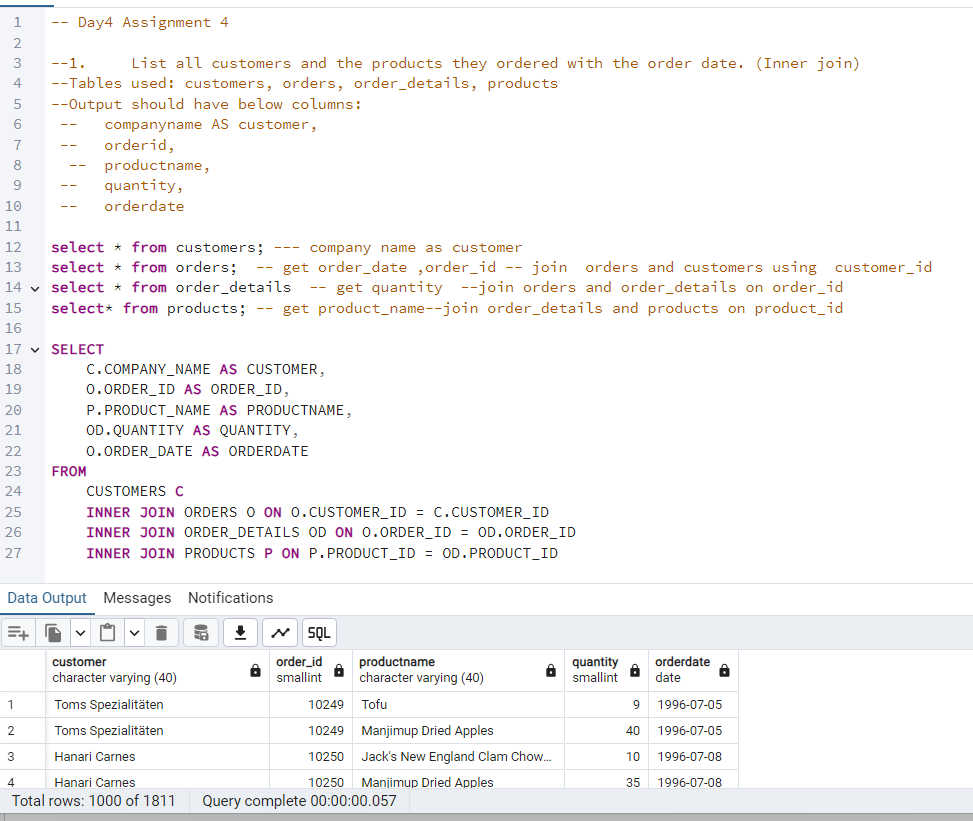 1 -- Day4 Assignment 4
2
3 --1. List all customers and the products they ordered with the order date. (Inner join)
4 --Tables used: customers, orders, order_details, products
5 --Output should have below columns:
6 -- companyname AS customer,
7 -- orderid,
8 -- productname,
9 -- quantity,
10 -- orderdate
11
12 select * from customers; --- company name as customer
13 select * from orders; -- get order_date ,order_id -- join orders and customers using customer_id
14 select * from order_details -- get quantity --join orders and order_details on order_id
15 select* from products; -- get product_name--join order_details and products on product_id
16
17 SELECT
18 C.COMPANY_NAME AS CUSTOMER,
19 O.ORDER_ID AS ORDER_ID,
20 P.PRODUCT_NAME AS PRODUCTNAME,
21 OD.QUANTITY AS QUANTITY,
22 O.ORDER_DATE AS ORDERDATE
23 FROM
24 CUSTOMERS C
25 INNER JOIN ORDERS O ON O.CUSTOMER_ID = C.CUSTOMER_ID
26 INNER JOIN ORDER_DETAILS OD ON O.ORDER_ID = OD.ORDER_ID
27 INNER JOIN PRODUCTS P ON P.PRODUCT_ID = OD.PRODUCT_ID
Data Output Messages Notifications
SQL
customer order_id productname quantity orderdate
character varying (40) smallint character varying (40) smallint date
1 Toms Spezialitäten 10249 Tofu 9 1996-07-05
2 Toms Spezialitäten 10249 Manjimup Dried Apples 40 1996-07-05
3 Hanari Carnes 10250 Jack's New England Clam Chow... 10 1996-07-08
4 Hanari Carnes 10250 Manjimup Dried Apples 35 1996-07-08
Total rows: 1000 of 1811 Query complete 00:00:00.057